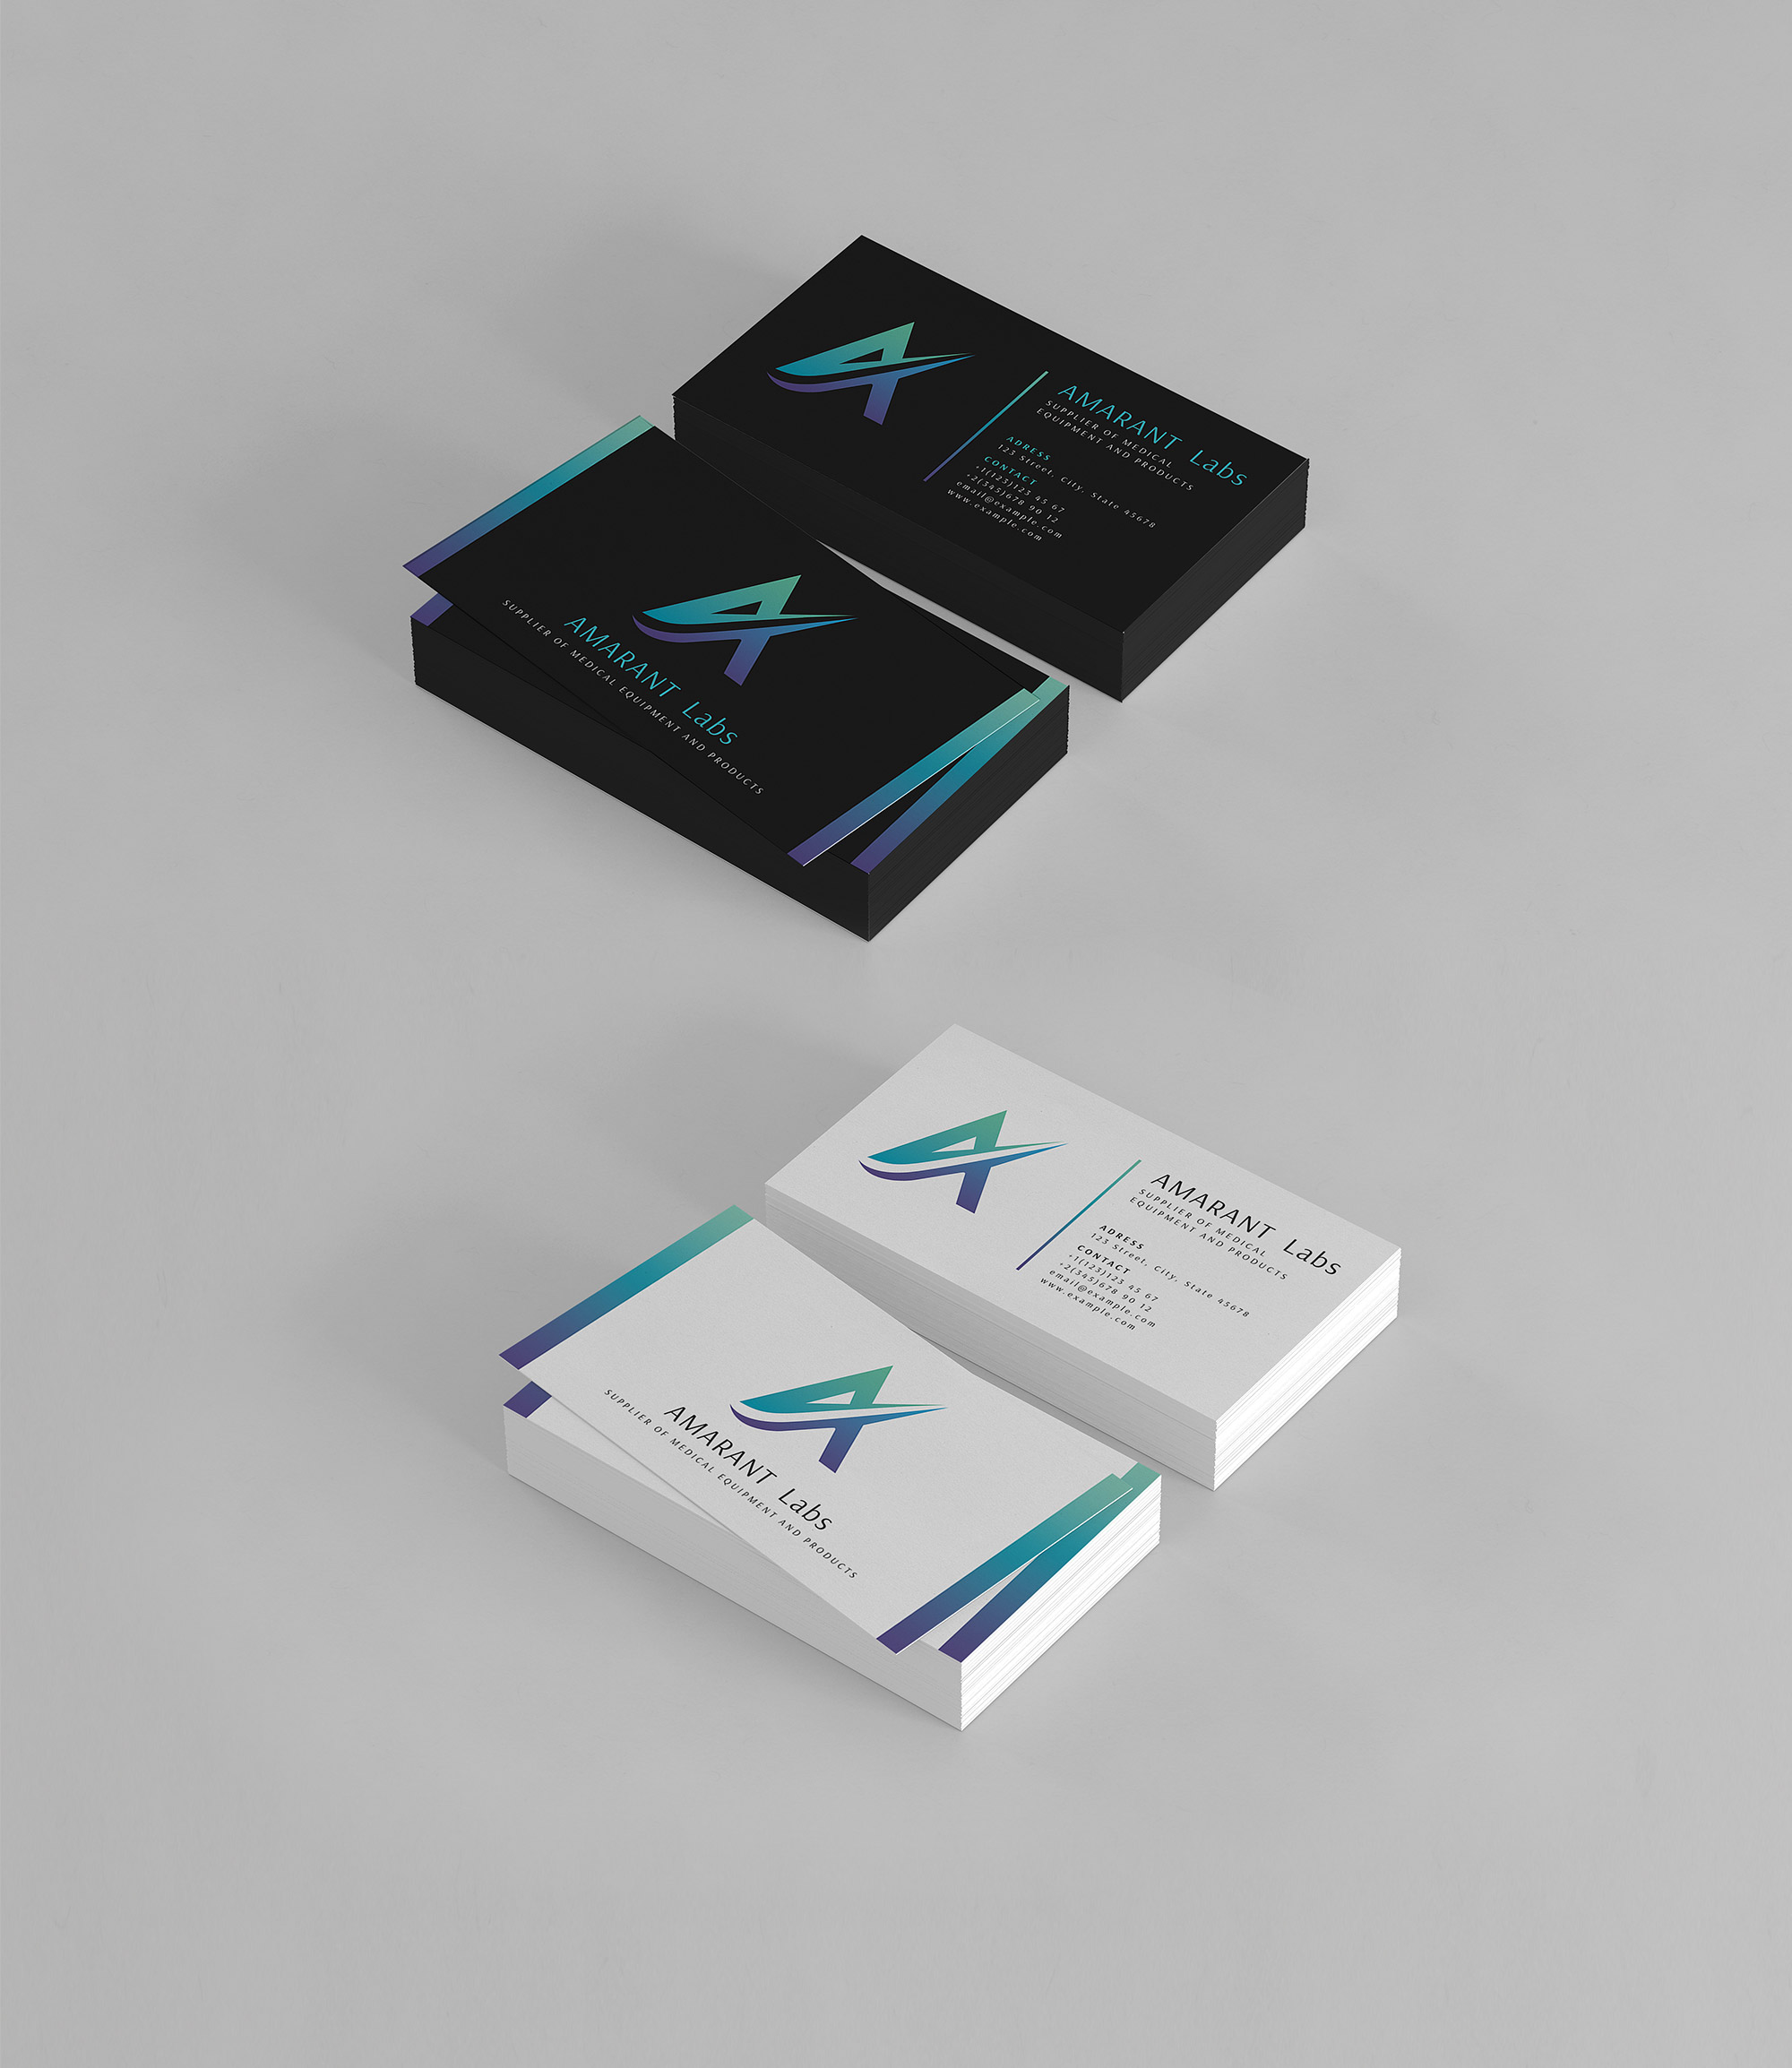 AMARANT Labs
SUPPLIER OF MEDICAL
EQUIPMENT AND PRODUCTS
ADRESS
123 Street, City, State 45678
CONTACT
+1(123)123 45 67
+2(345)678 90 12
email@example.com
www.example.com
AMARANT Labs
SUPPLIER OF MEDICAL EQUIPMENT AND PRODUCTS
AMARANT Labs
SUPPLIER OF MEDICAL
EQUIPMENT AND PRODUCTS
ADRESS
123 Street, City, State 45678
CONTACT
+1(123)123 45 67
+2(345)678 90 12
email@example.com
www.example.com
AMARANT Labs
SUPPLIER OF MEDICAL EQUIPMENT AND PRODUCTS